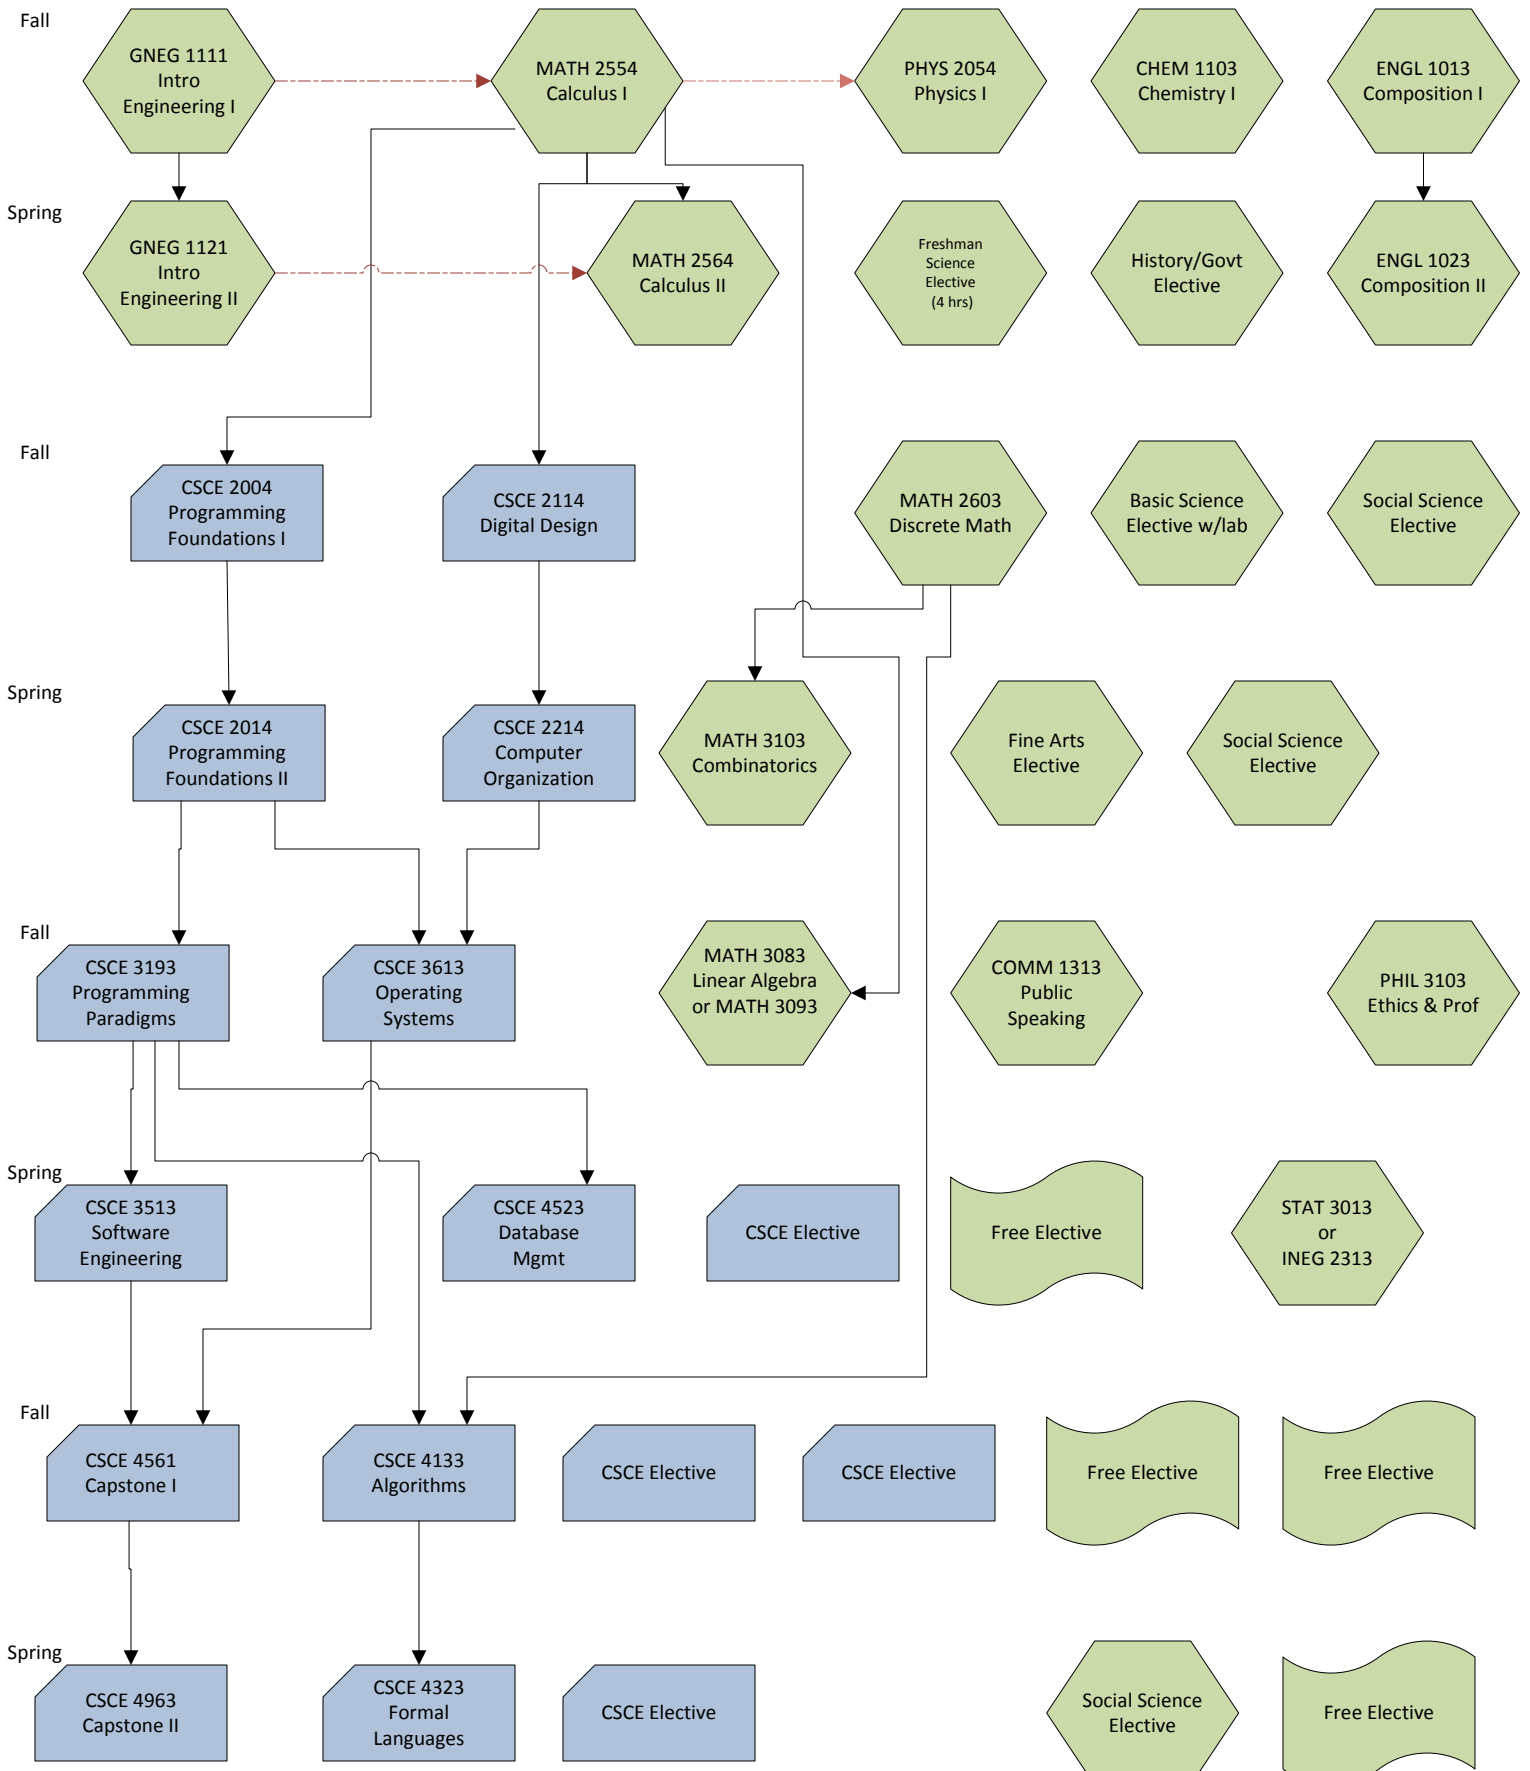 Fall
GNEG 1111
Intro
Engineering I
MATH 2554
Calculus I
PHYS 2054
Physics I
CHEM 1103
Chemistry I
ENGL 1013
Composition I
Spring
GNEG 1121
Intro
Engineering II
MATH 2564
Calculus II
Freshman
Science
Elective
(4 hrs)
History/Govt
Elective
ENGL 1023
Composition II
Fall
CSCE 2004
Programming
Foundations I
CSCE 2114
Digital Design
MATH 2603
Discrete Math
Basic Science
Elective w/lab
Social Science
Elective
Spring
CSCE 2014
Programming
Foundations II
CSCE 2214
Computer
Organization
MATH 3103
Combinatorics
Fine Arts
Elective
Social Science
Elective
Fall
CSCE 3193
Programming
Paradigms
CSCE 3613
Operating
Systems
MATH 3083
Linear Algebra
or MATH 3093
COMM 1313
Public
Speaking
PHIL 3103
Ethics & Prof
Spring
CSCE 3513
Software
Engineering
CSCE 4523
Database
Mgmt
CSCE Elective
Free Elective
STAT 3013
or
INEG 2313
Fall
CSCE 4561
Capstone I
CSCE 4133
Algorithms
CSCE Elective
CSCE Elective
Free Elective
Free Elective
Spring
CSCE 4963
Capstone II
CSCE 4323
Formal
Languages
CSCE Elective
Social Science
Elective
Free Elective